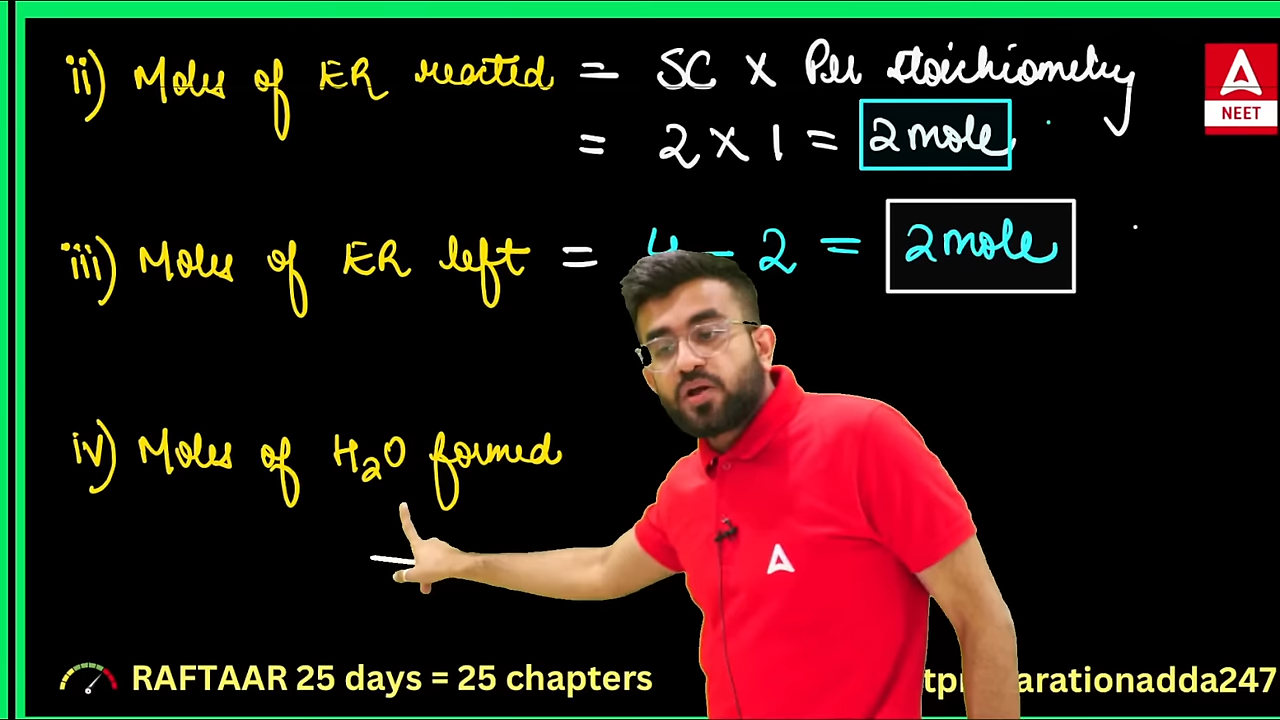 ii) Moles of ER reacted = SC x Per stoichiometry
= 2 x 1 = 2 mole
NEET
iii) Moles of ER left = 4 - 2 = 2 mole
iv) Moles of H₂O formed
RAFTAAR 25 days = 25 chapters
arationadda247